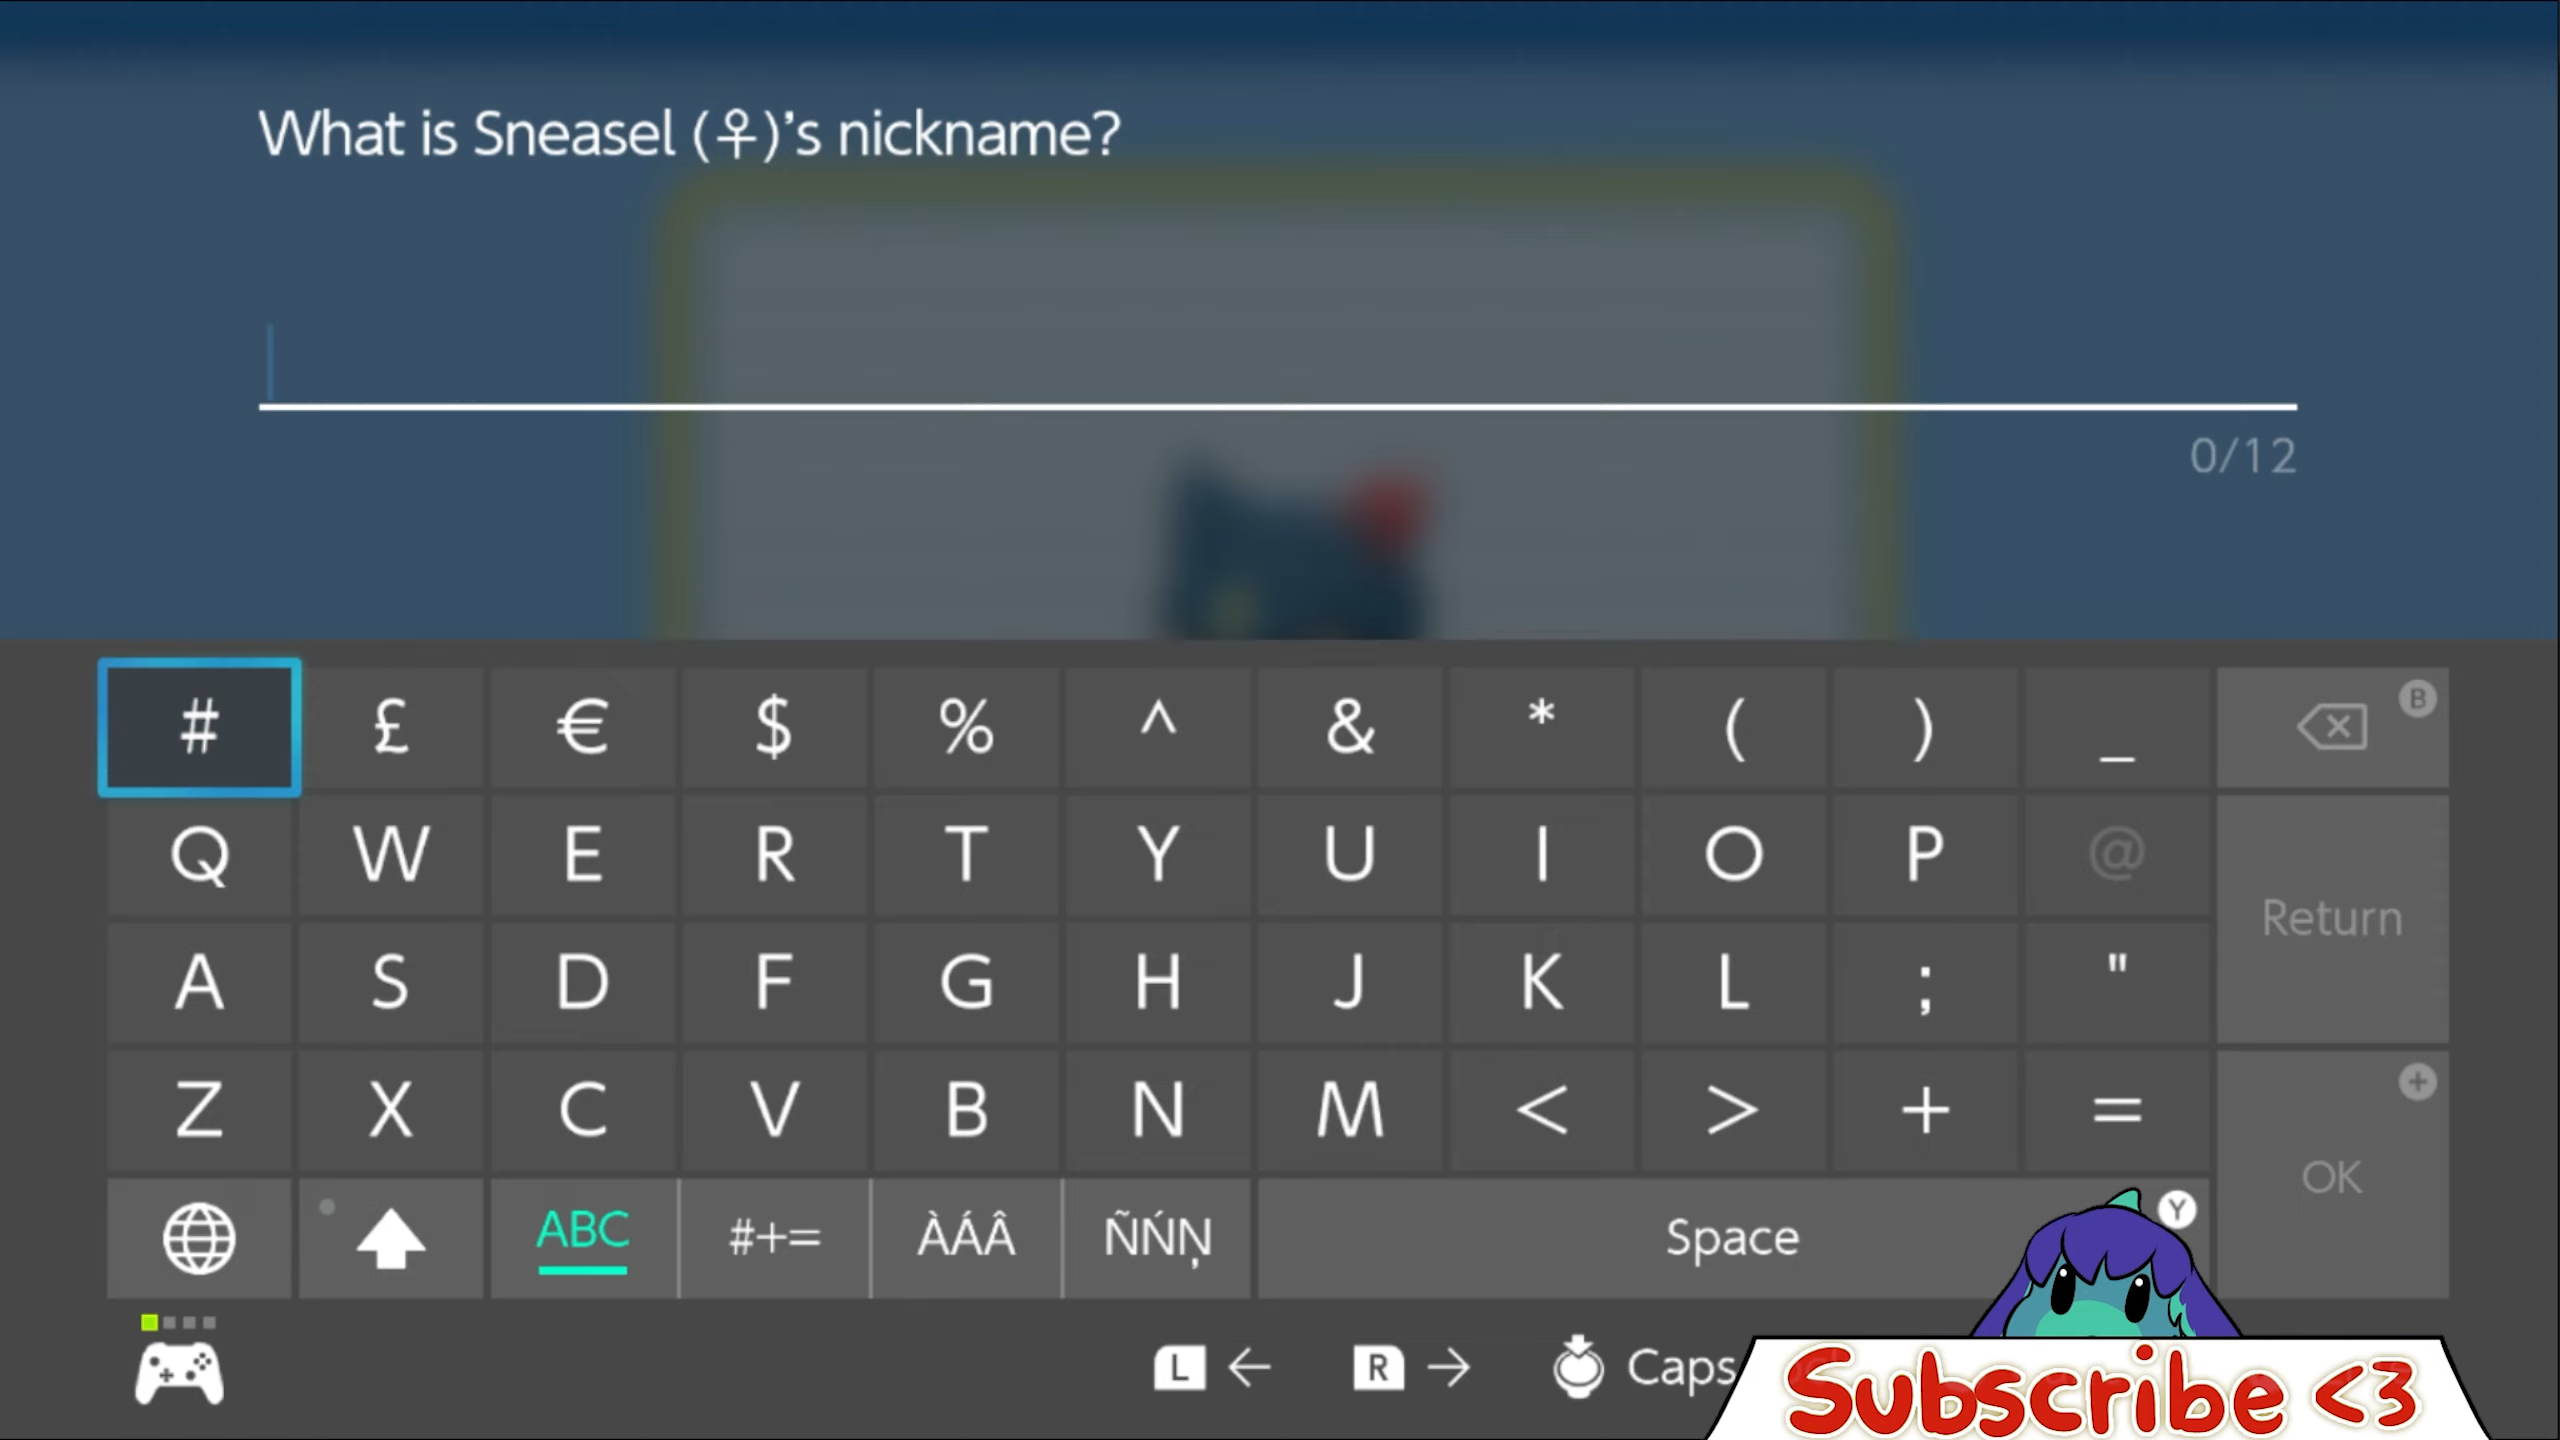 What is Sneasel (♀)'s nickname?
0/12
# £ € $ % ^ & * ( ) _ B
Q W E R T Y U I O P @
Return
A S D F G H J K L ; "
Z X C V B N M < > + =
OK
ABC #+= ÀÁÂ ÑŃŅ Space Y
L ← R → Caps
Subscribe <3